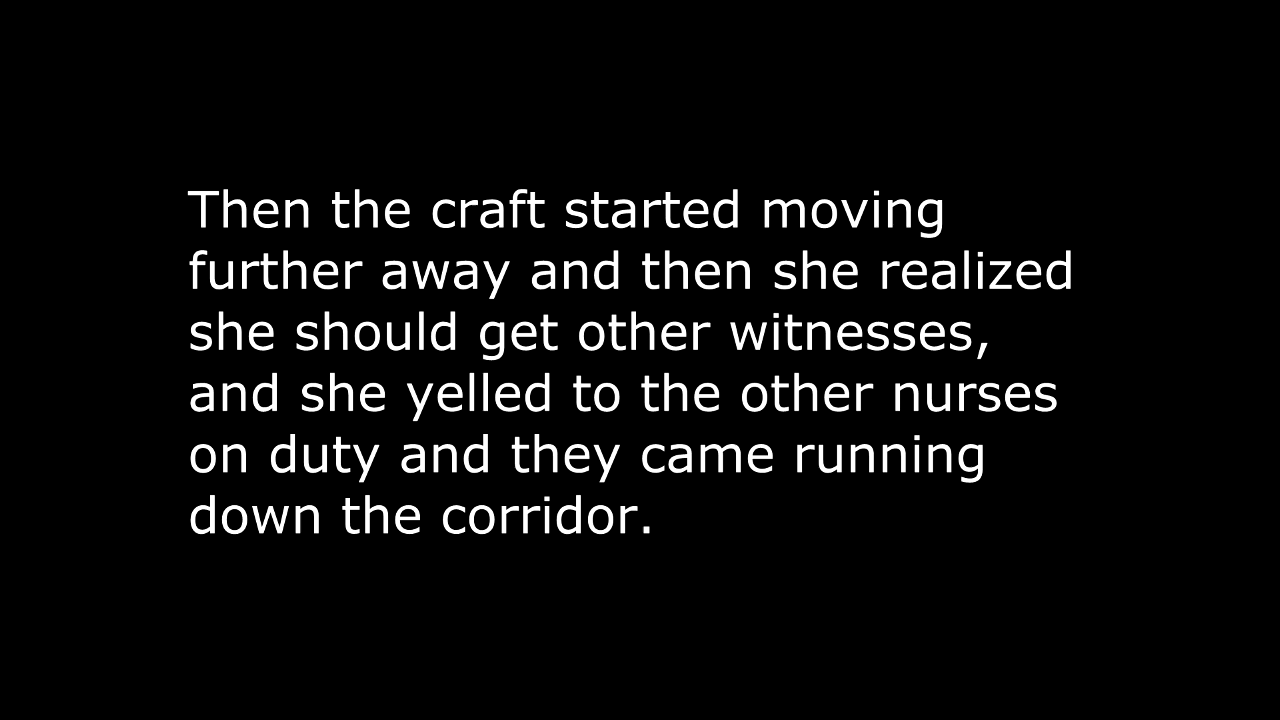 Then the craft started moving
further away and then she realized
she should get other witnesses,
and she yelled to the other nurses
on duty and they came running
down the corridor.